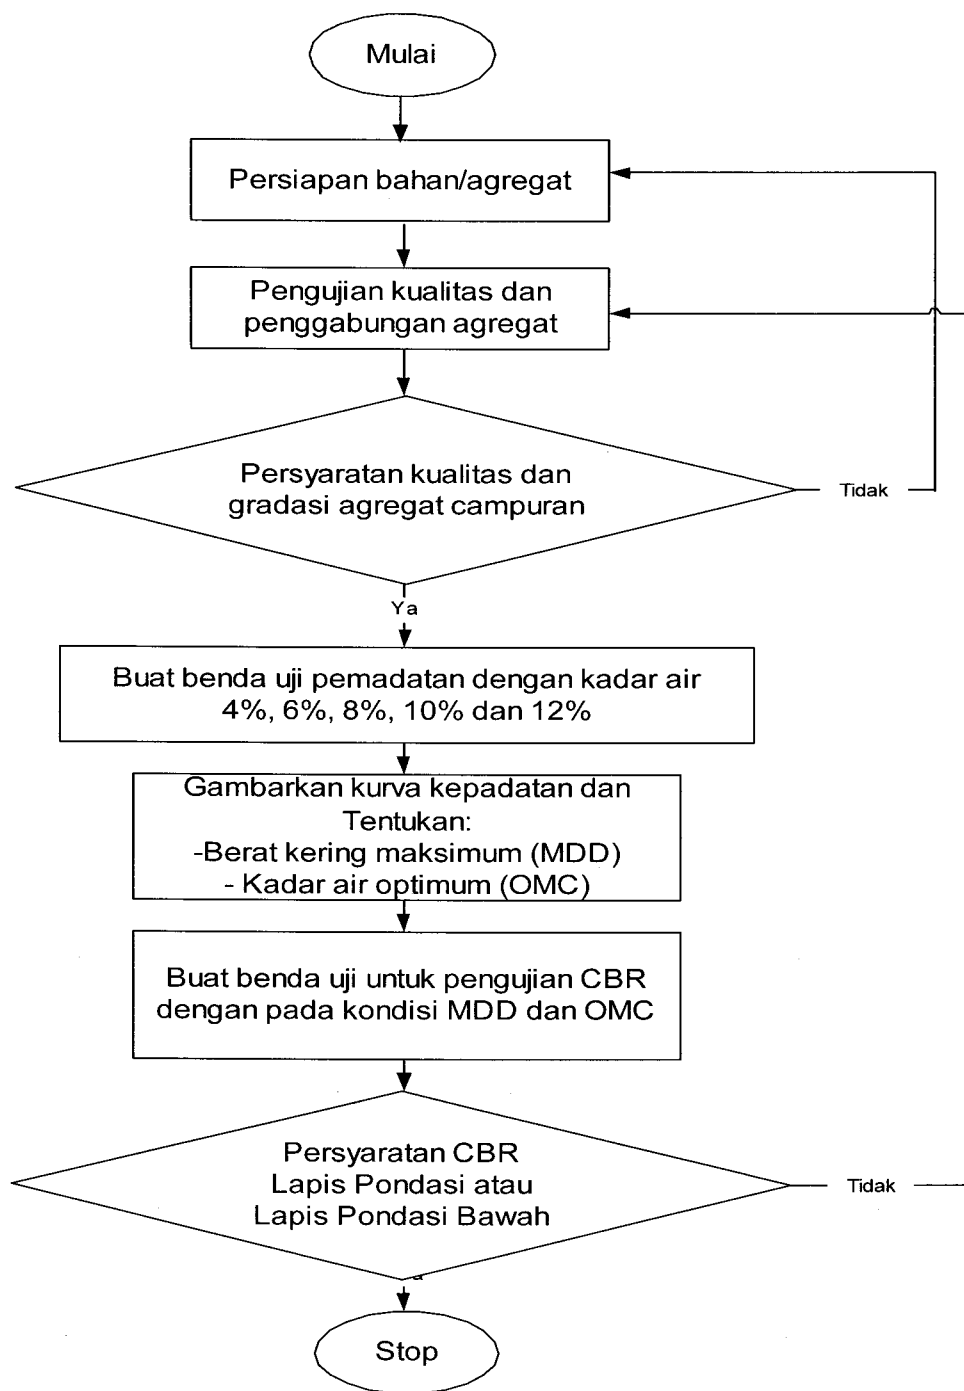 Mulai
Persiapan bahan/agregat
Pengujian kualitas dan
penggabungan agregat
Persyaratan kualitas dan
gradasi agregat campuran
Tidak
Ya
Buat benda uji pemadatan dengan kadar air
4%, 6%, 8%, 10% dan 12%
Gambarkan kurva kepadatan dan
Tentukan:
-Berat kering maksimum (MDD)
- Kadar air optimum (OMC)
Buat benda uji untuk pengujian CBR
dengan pada kondisi MDD dan OMC
Persyaratan CBR
Lapis Pondasi atau
Lapis Pondasi Bawah
Tidak
Stop